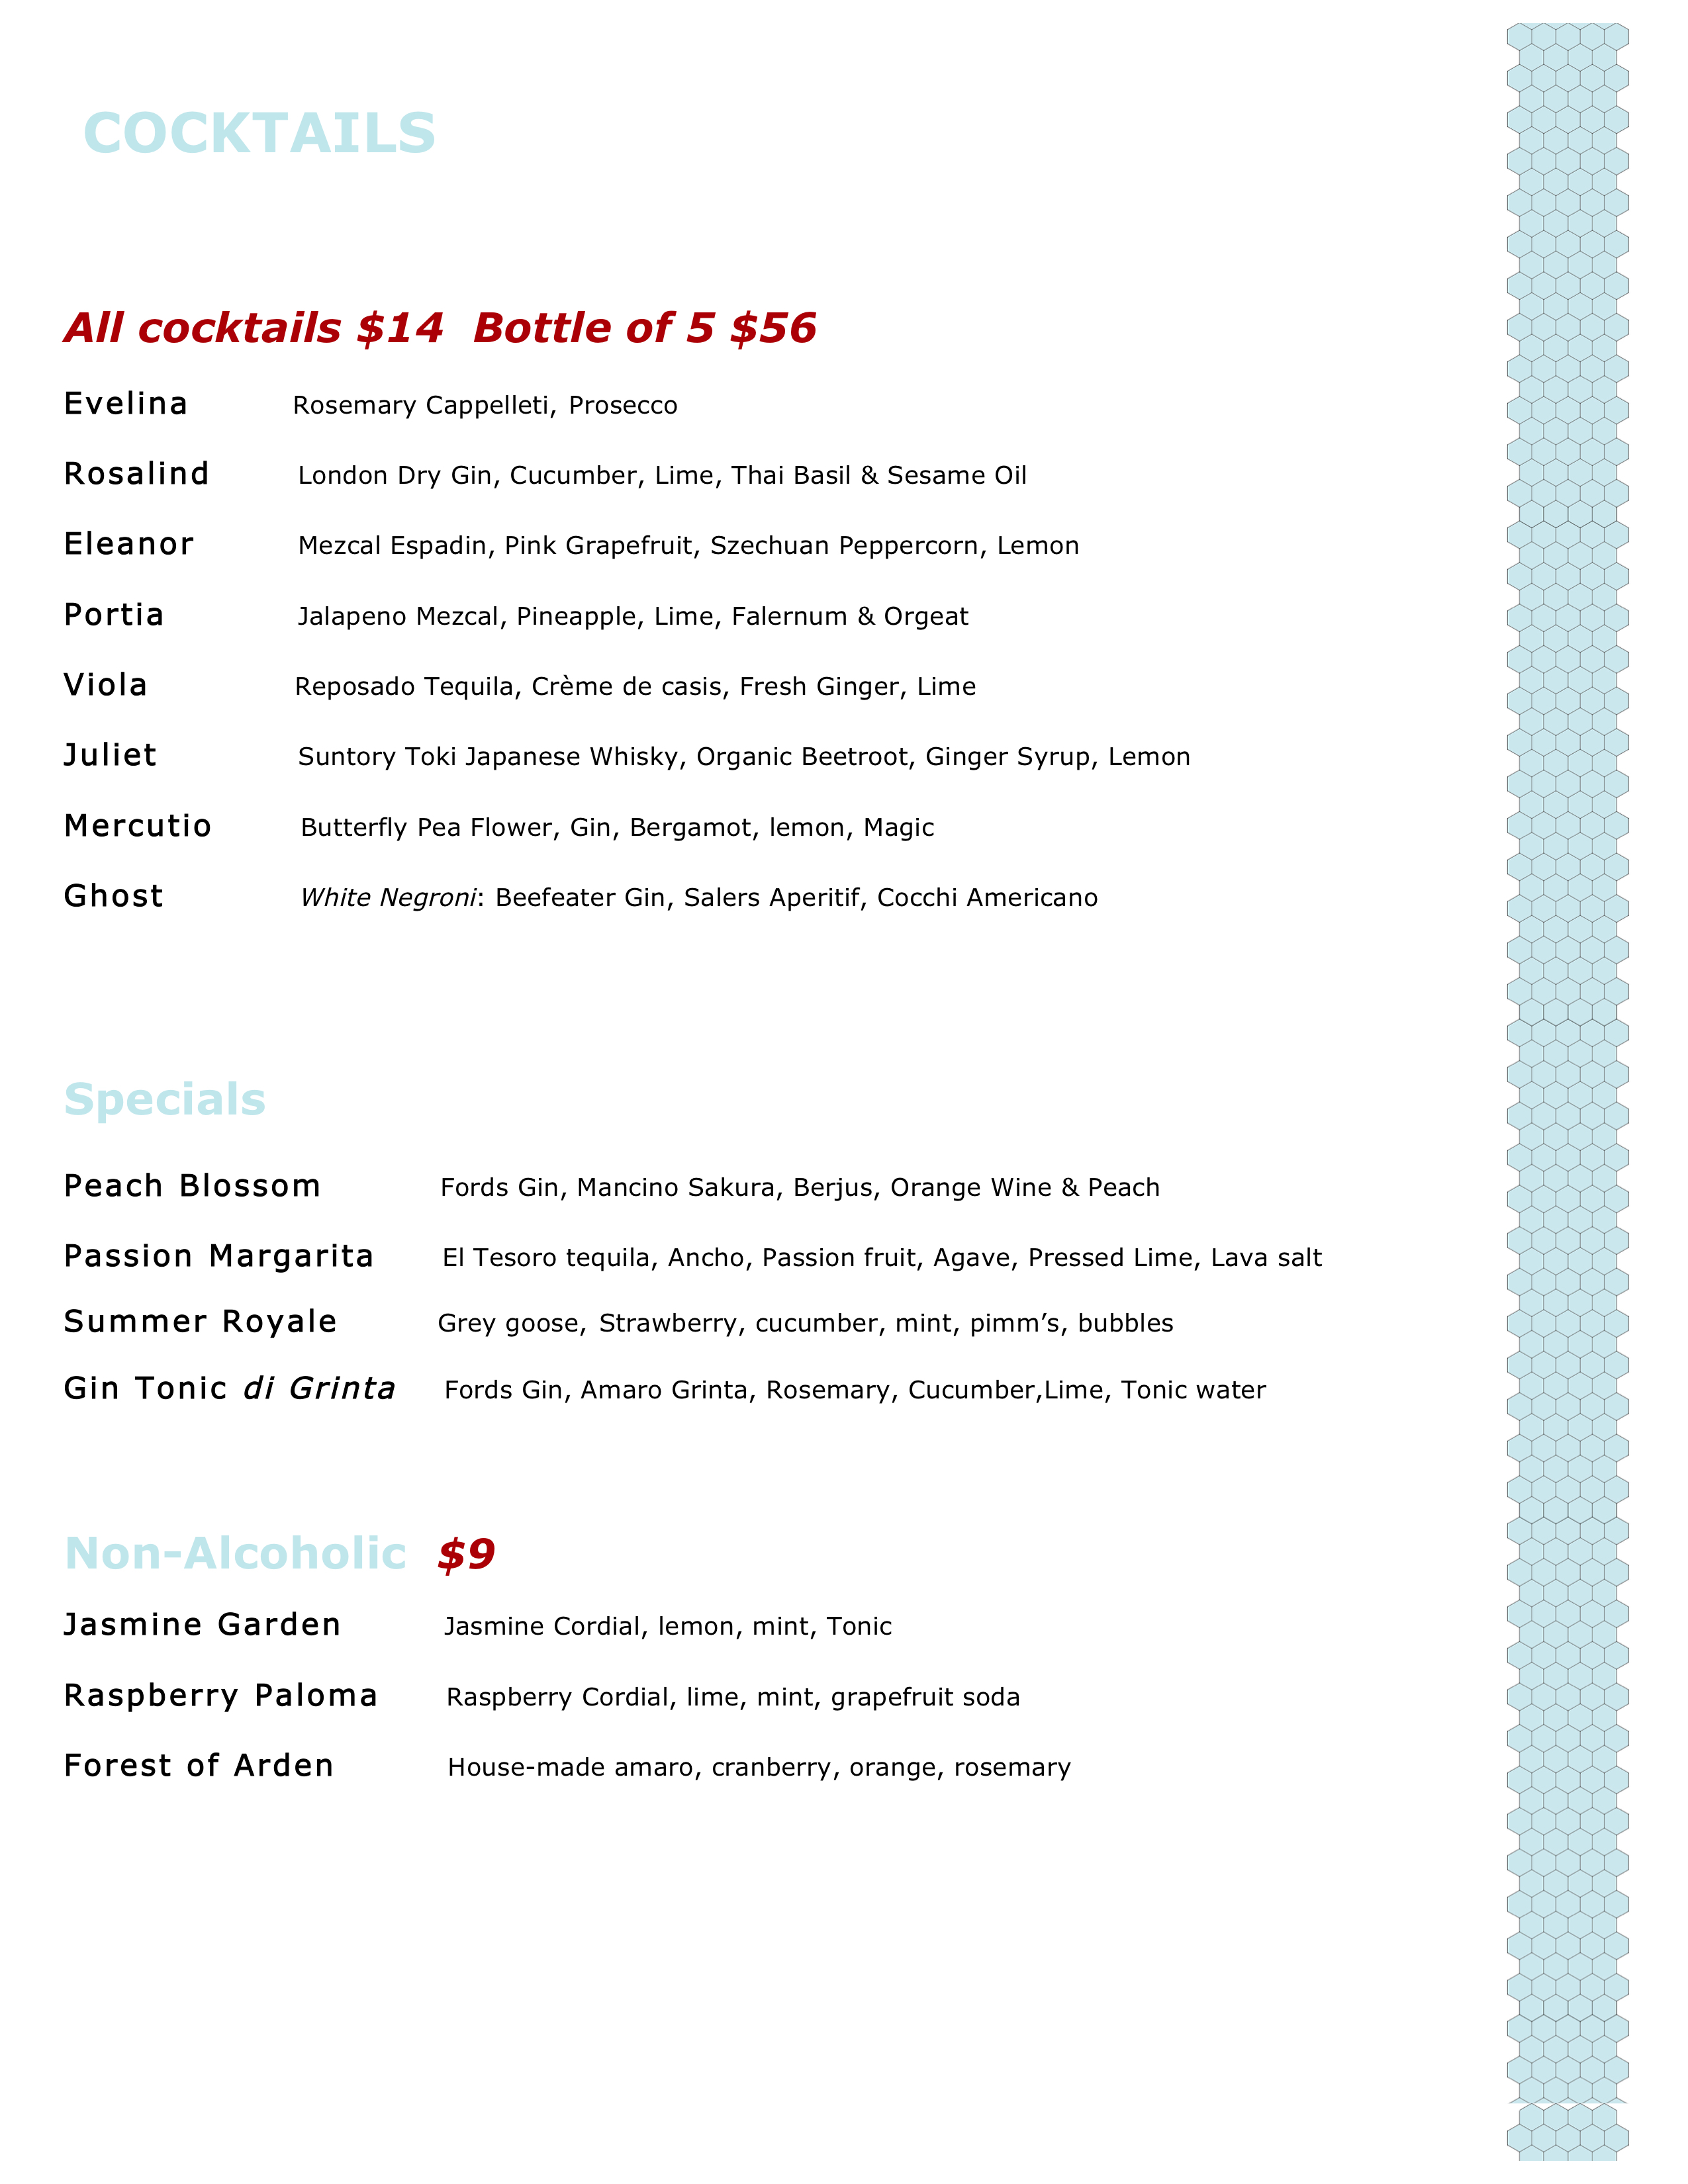 COCKTAILS
All cocktails $14 Bottle of 5 $56
Evelina Rosemary Cappelleti, Prosecco
Rosalind London Dry Gin, Cucumber, Lime, Thai Basil & Sesame Oil
Eleanor Mezcal Espadin, Pink Grapefruit, Szechuan Peppercorn, Lemon
Portia Jalapeno Mezcal, Pineapple, Lime, Falernum & Orgeat
Viola Reposado Tequila, Crème de casis, Fresh Ginger, Lime
Juliet Suntory Toki Japanese Whisky, Organic Beetroot, Ginger Syrup, Lemon
Mercutio Butterfly Pea Flower, Gin, Bergamot, lemon, Magic
Ghost White Negroni: Beefeater Gin, Salers Aperitif, Cocchi Americano
Specials
Peach Blossom Fords Gin, Mancino Sakura, Berjus, Orange Wine & Peach
Passion Margarita El Tesoro tequila, Ancho, Passion fruit, Agave, Pressed Lime, Lava salt
Summer Royale Grey goose, Strawberry, cucumber, mint, pimm’s, bubbles
Gin Tonic di Grinta Fords Gin, Amaro Grinta, Rosemary, Cucumber,Lime, Tonic water
Non-Alcoholic $9
Jasmine Garden Jasmine Cordial, lemon, mint, Tonic
Raspberry Paloma Raspberry Cordial, lime, mint, grapefruit soda
Forest of Arden House-made amaro, cranberry, orange, rosemary